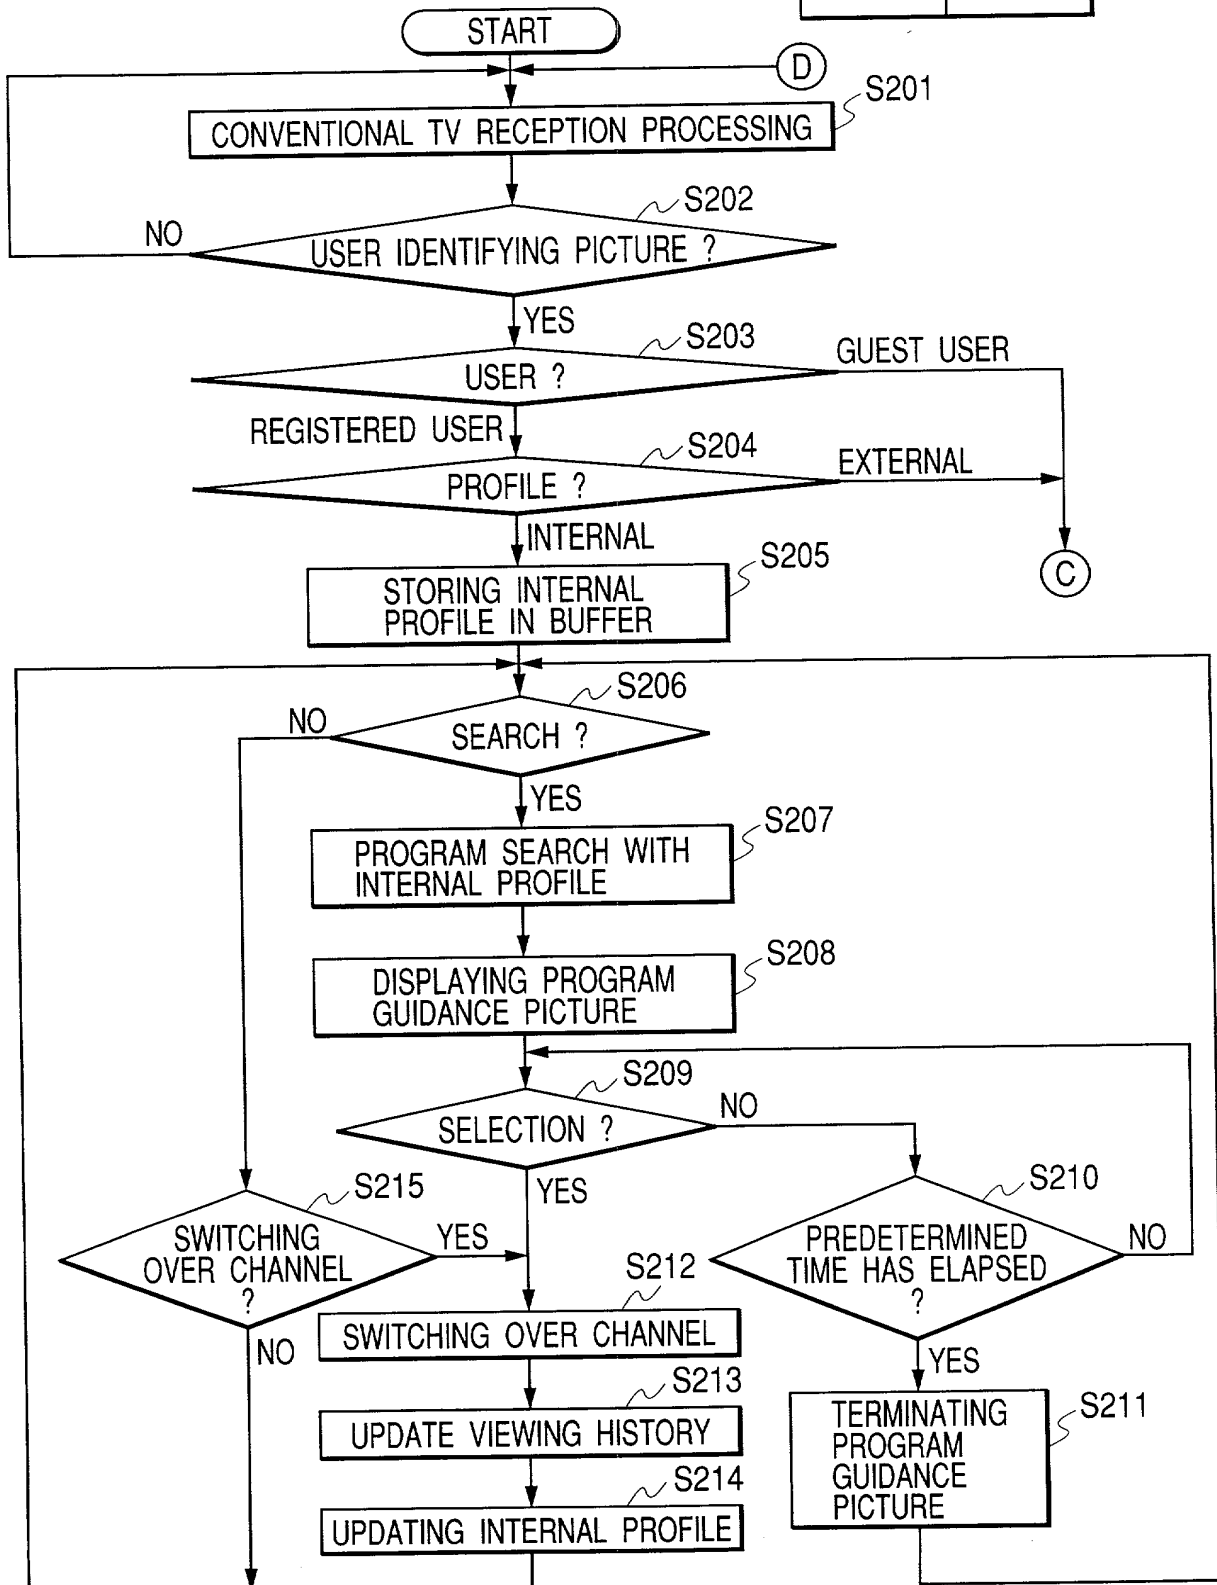 START
D
S201
CONVENTIONAL TV RECEPTION PROCESSING
S202
NO
USER IDENTIFYING PICTURE ?
YES
S203
GUEST USER
USER ?
REGISTERED USER
S204
EXTERNAL
PROFILE ?
INTERNAL
S205
C
STORING INTERNAL
PROFILE IN BUFFER
S206
NO
SEARCH ?
YES
S207
PROGRAM SEARCH WITH
INTERNAL PROFILE
S208
DISPLAYING PROGRAM
GUIDANCE PICTURE
S209
NO
SELECTION ?
YES
S210
S215
SWITCHING
OVER CHANNEL
?
YES
PREDETERMINED
TIME HAS ELAPSED
?
NO
S212
SWITCHING OVER CHANNEL
NO
YES
S213
UPDATE VIEWING HISTORY
S211
TERMINATING
PROGRAM
GUIDANCE
PICTURE
S214
UPDATING INTERNAL PROFILE